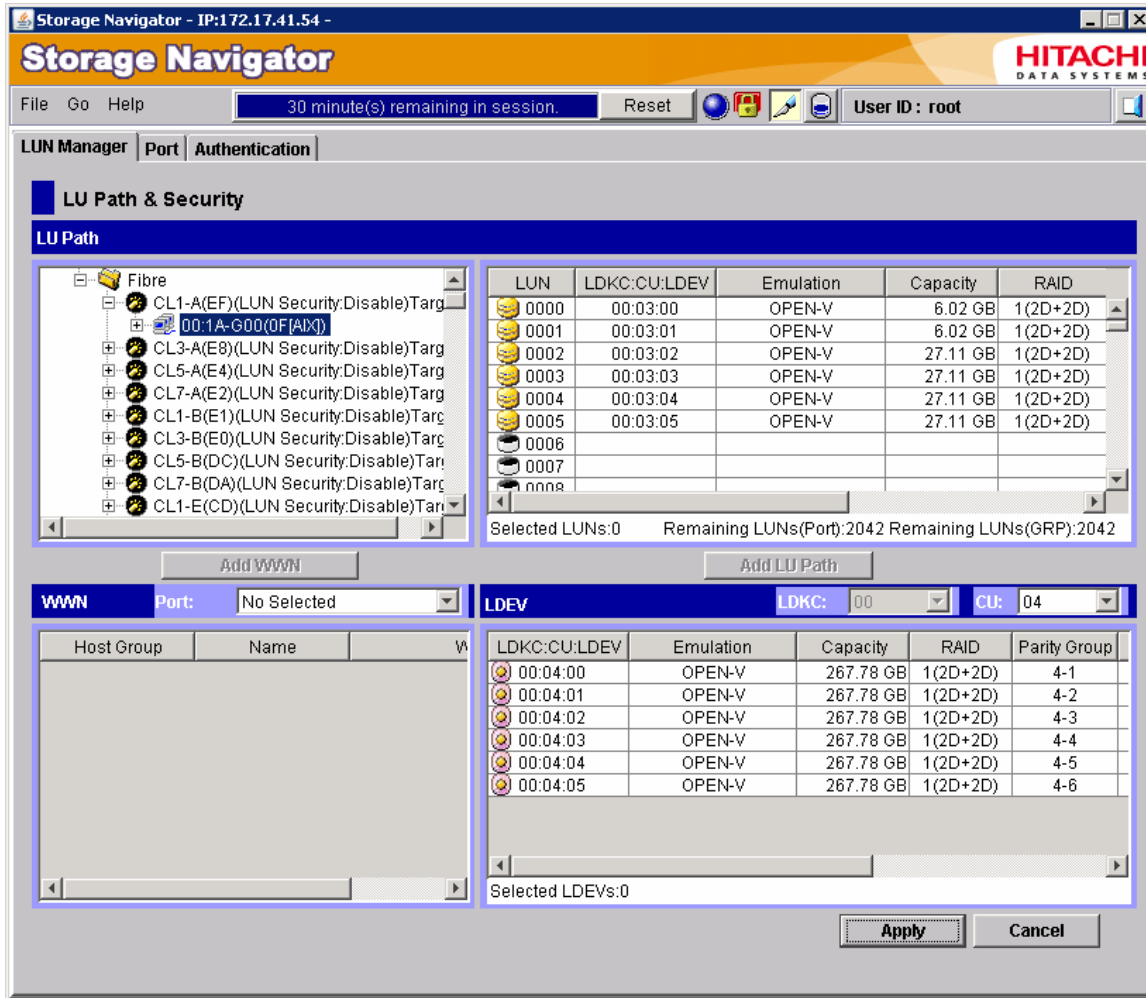 Storage Navigator - IP:172.17.41.54 -
Storage Navigator
HITACHI
DATA SYSTEMS
File Go Help 30 minute(s) remaining in session. Reset User ID : root
LUN Manager Port Authentication
LU Path & Security
LU Path
Fibre
CL1-A(EF)(LUN Security:Disable)Targ
00:1A-G00(0F[AIX])
CL3-A(E8)(LUN Security:Disable)Targ
CL5-A(E4)(LUN Security:Disable)Targ
CL7-A(E2)(LUN Security:Disable)Targ
CL1-B(E1)(LUN Security:Disable)Targ
CL3-B(E0)(LUN Security:Disable)Targ
CL5-B(DC)(LUN Security:Disable)Targ
CL7-B(DA)(LUN Security:Disable)Targ
CL1-E(CD)(LUN Security:Disable)Targ
LUN LDKC:CU:LDEV Emulation Capacity RAID
0000 00:03:00 OPEN-V 6.02 GB 1(2D+2D)
0001 00:03:01 OPEN-V 6.02 GB 1(2D+2D)
0002 00:03:02 OPEN-V 27.11 GB 1(2D+2D)
0003 00:03:03 OPEN-V 27.11 GB 1(2D+2D)
0004 00:03:04 OPEN-V 27.11 GB 1(2D+2D)
0005 00:03:05 OPEN-V 27.11 GB 1(2D+2D)
0006
0007
0008
Selected LUNs:0 Remaining LUNs(Port):2042 Remaining LUNs(GRP):2042
Add WWN Add LU Path
WWN Port: No Selected
Host Group Name W
LDEV LDKC: 00 CU: 04
LDKC:CU:LDEV Emulation Capacity RAID Parity Group
00:04:00 OPEN-V 267.78 GB 1(2D+2D) 4-1
00:04:01 OPEN-V 267.78 GB 1(2D+2D) 4-2
00:04:02 OPEN-V 267.78 GB 1(2D+2D) 4-3
00:04:03 OPEN-V 267.78 GB 1(2D+2D) 4-4
00:04:04 OPEN-V 267.78 GB 1(2D+2D) 4-5
00:04:05 OPEN-V 267.78 GB 1(2D+2D) 4-6
Selected LDEVs:0
Apply Cancel